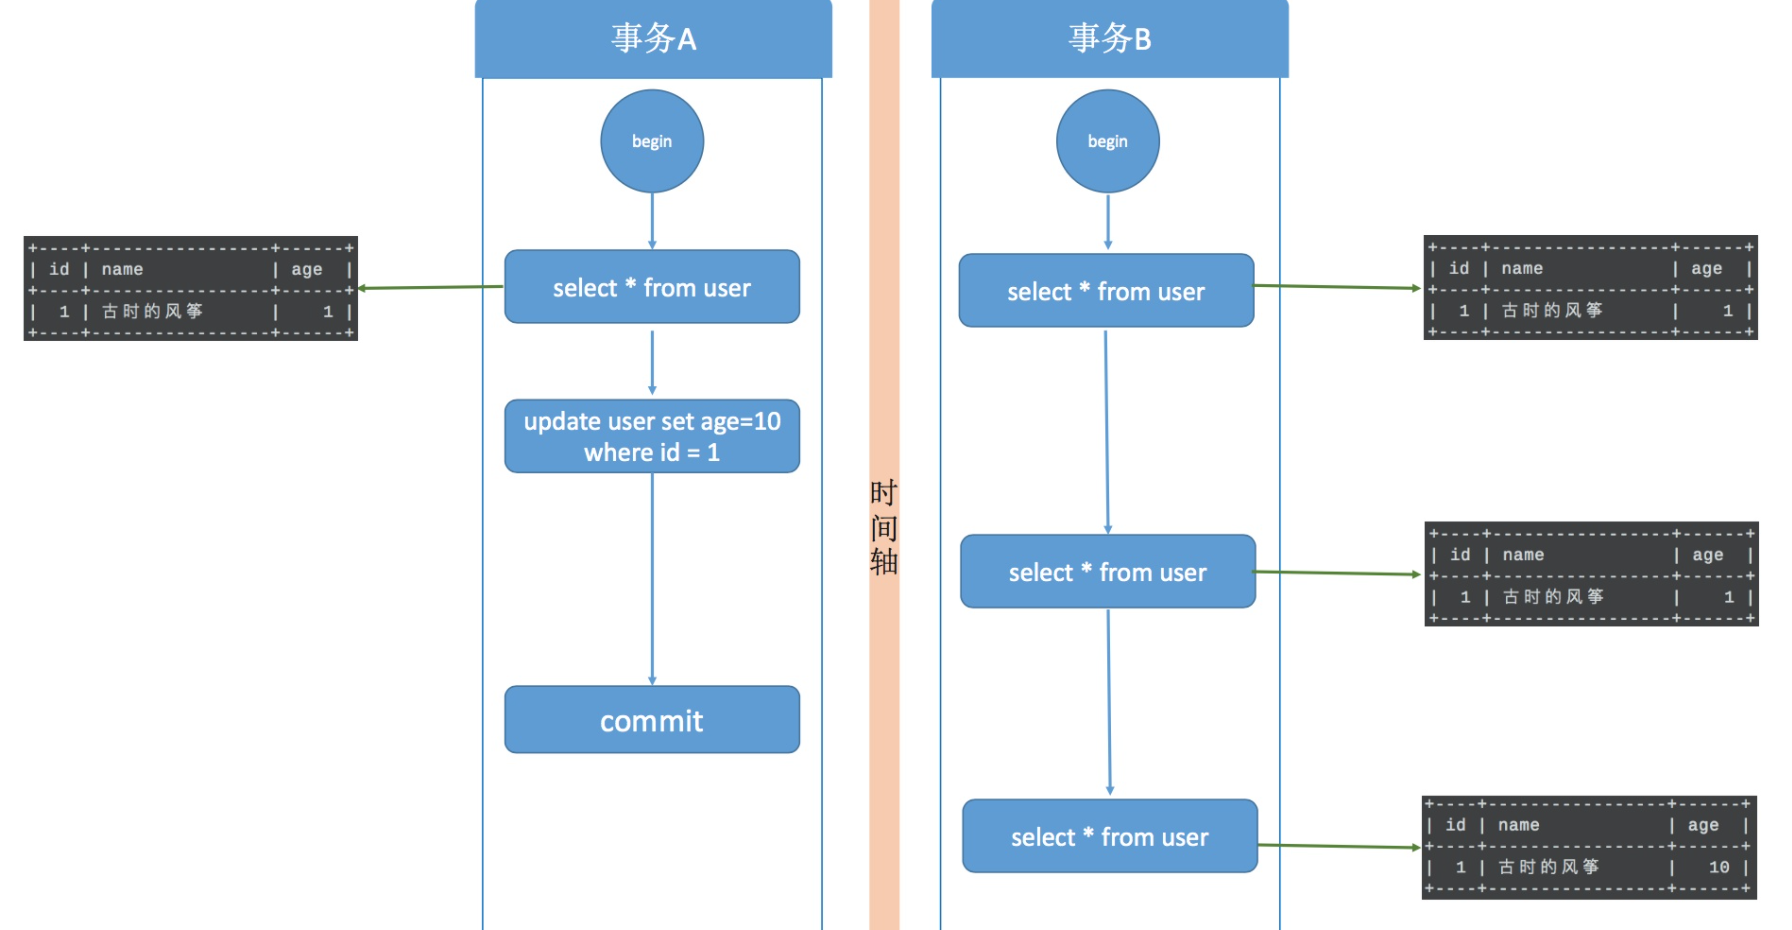 事务A
事务B
begin
begin
+----+-----------------+------+
| id | name            | age  |
+----+-----------------+------+
|  1 | 古时的风筝 |    1 |
+----+-----------------+------+
select * from user
select * from user
+----+-----------------+------+
| id | name            | age  |
+----+-----------------+------+
|  1 | 古时的风筝 |    1 |
+----+-----------------+------+
update user set age=10
where id = 1
时
间
轴
select * from user
+----+-----------------+------+
| id | name            | age  |
+----+-----------------+------+
|  1 | 古时的风筝 |    1 |
+----+-----------------+------+
commit
select * from user
+----+-----------------+------+
| id | name            | age  |
+----+-----------------+------+
|  1 | 古时的风筝 |   10 |
+----+-----------------+------+